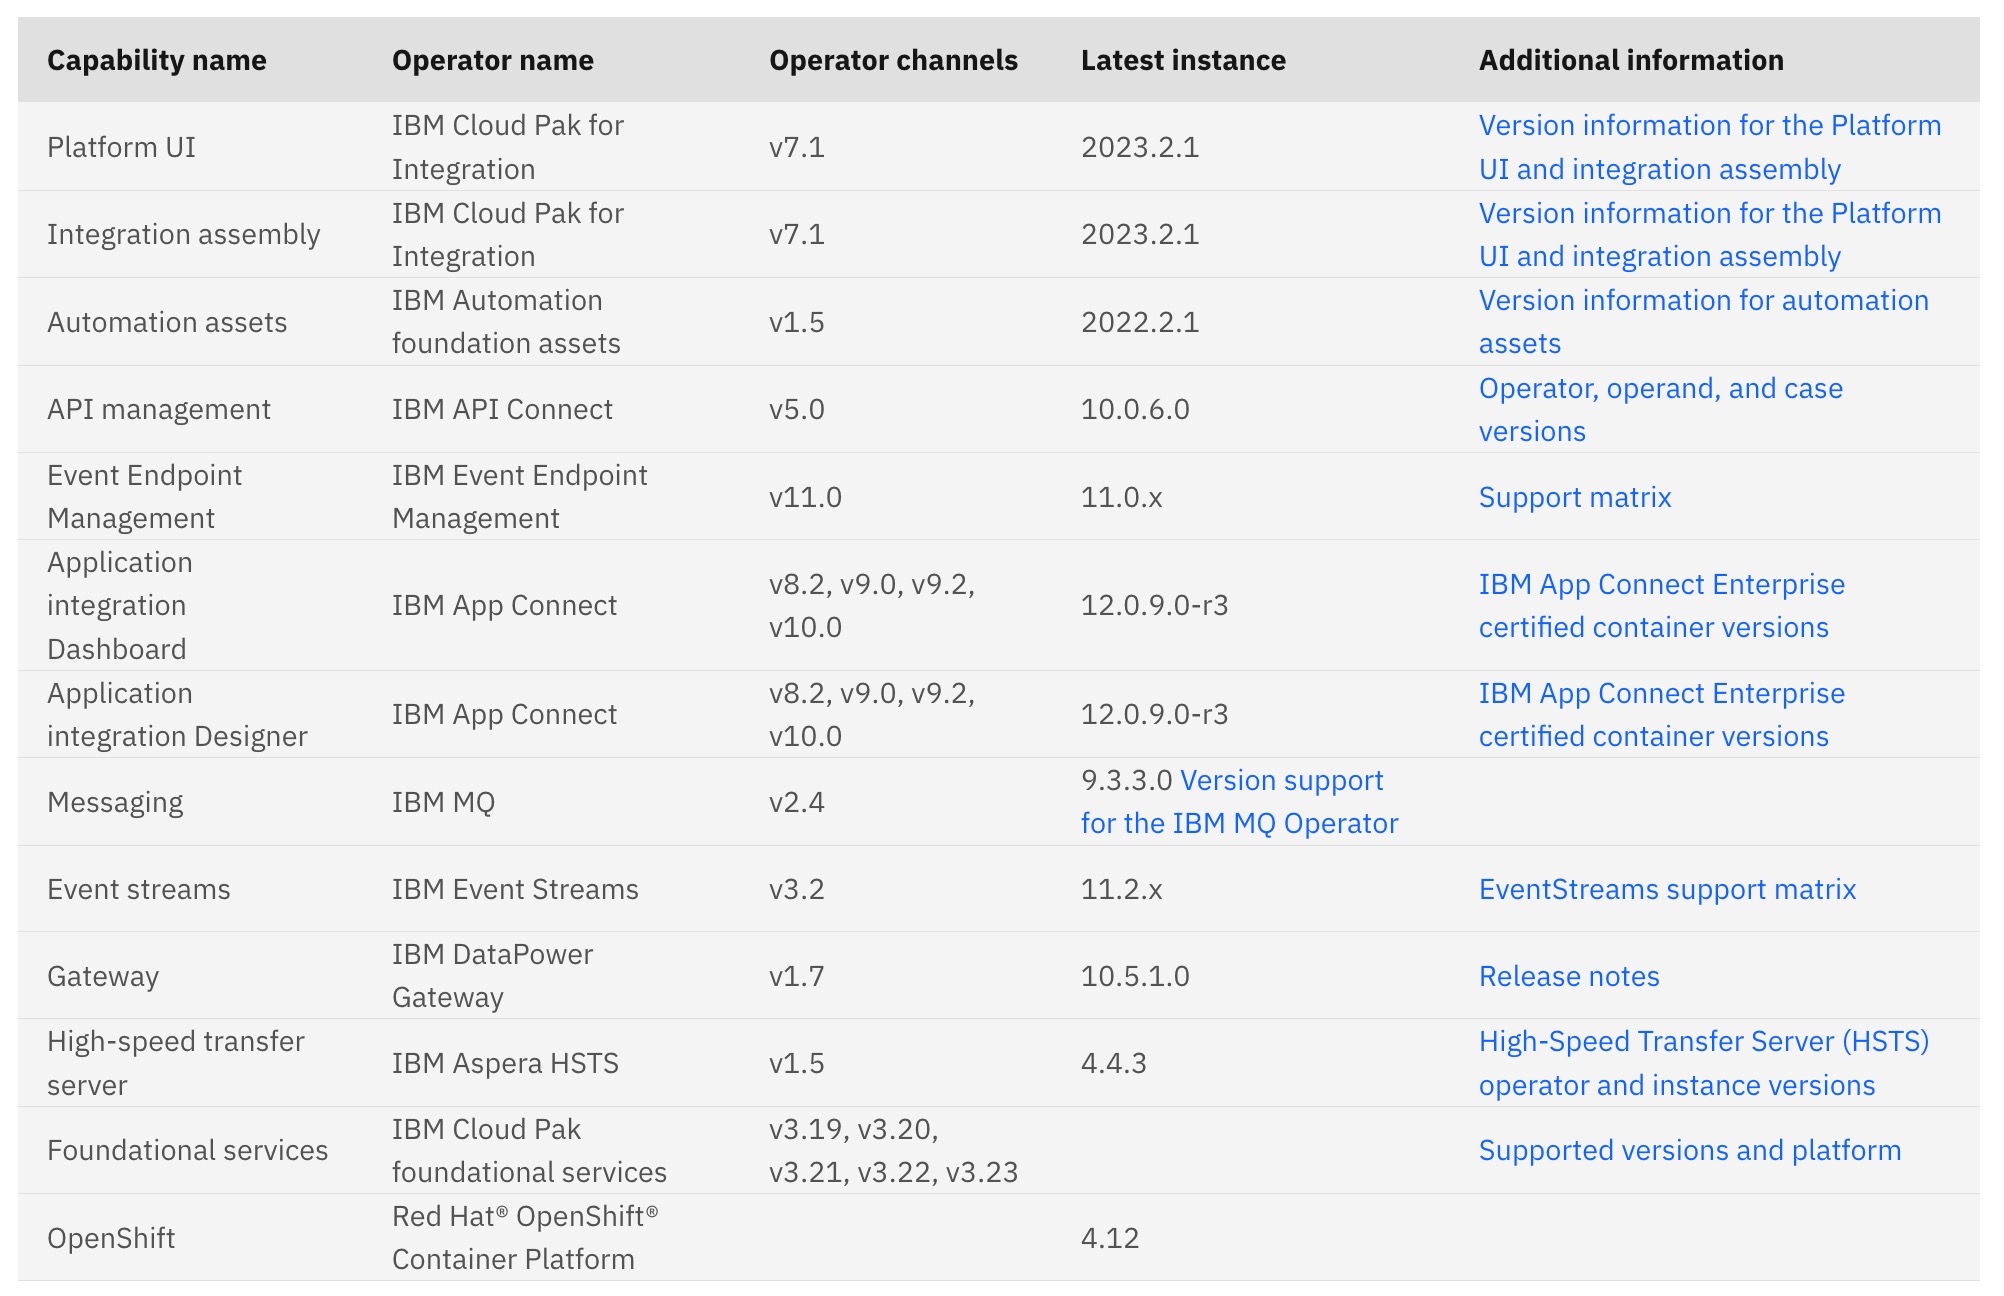 Capability name Operator name Operator channels Latest instance Additional information
Platform UI
IBM Cloud Pak for
Integration
v7.1
2023.2.1
Version information for the Platform
UI and integration assembly
Integration assembly
IBM Cloud Pak for
Integration
v7.1
2023.2.1
Version information for the Platform
UI and integration assembly
Automation assets
IBM Automation
foundation assets
v1.5
2022.2.1
Version information for automation
assets
API management
IBM API Connect
v5.0
10.0.6.0
Operator, operand, and case
versions
Event Endpoint
Management
IBM Event Endpoint
Management
v11.0
11.0.x
Support matrix
Application
integration
Dashboard
IBM App Connect
v8.2, v9.0, v9.2,
v10.0
12.0.9.0-r3
IBM App Connect Enterprise
certified container versions
Application
integration Designer
IBM App Connect
v8.2, v9.0, v9.2,
v10.0
12.0.9.0-r3
IBM App Connect Enterprise
certified container versions
Messaging
IBM MQ
v2.4
9.3.3.0 Version support
for the IBM MQ Operator
Event streams
IBM Event Streams
v3.2
11.2.x
EventStreams support matrix
Gateway
IBM DataPower
Gateway
v1.7
10.5.1.0
Release notes
High-speed transfer
server
IBM Aspera HSTS
v1.5
4.4.3
High-Speed Transfer Server (HSTS)
operator and instance versions
Foundational services
IBM Cloud Pak
foundational services
v3.19, v3.20,
v3.21, v3.22, v3.23
Supported versions and platform
OpenShift
Red Hat® OpenShift®
Container Platform
4.12